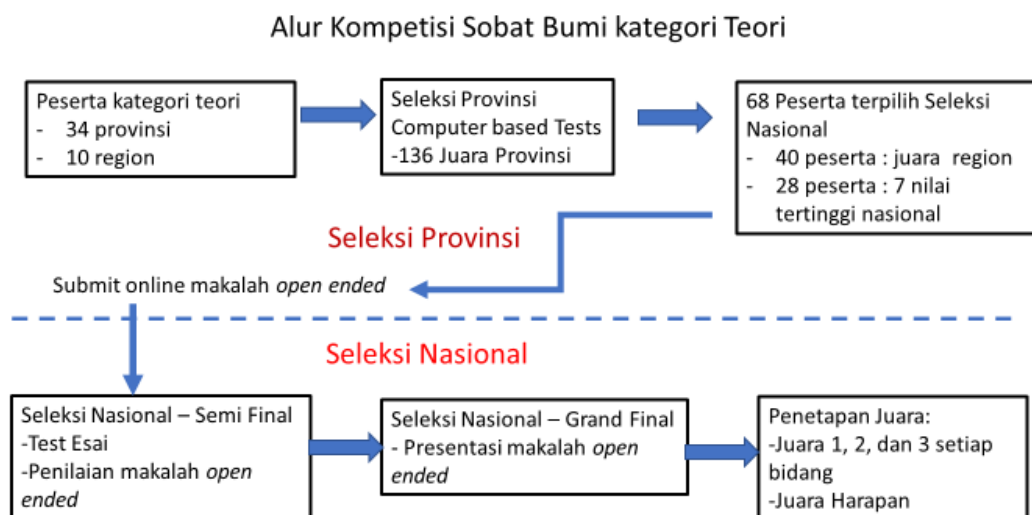 Alur Kompetisi Sobat Bumi kategori Teori
Peserta kategori teori
- 34 provinsi
- 10 region
Seleksi Provinsi
Computer based Tests
-136 Juara Provinsi
68 Peserta terpilih Seleksi
Nasional
- 40 peserta : juara region
- 28 peserta : 7 nilai
tertinggi nasional
Seleksi Provinsi
Submit online makalah open ended
Seleksi Nasional
Seleksi Nasional – Semi Final
-Test Esai
-Penilaian makalah open
ended
Seleksi Nasional – Grand Final
- Presentasi makalah open
ended
Penetapan Juara:
-Juara 1, 2, dan 3 setiap
bidang
-Juara Harapan